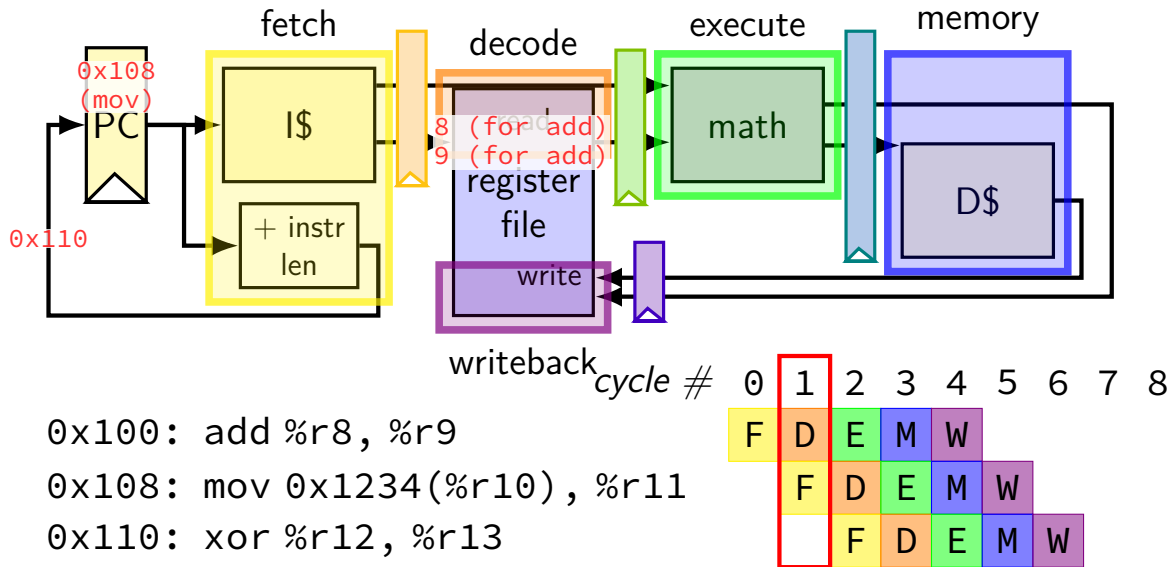 fetch
decode
execute
memory
0x108
(mov)
PC
I$
read
8 (for add)
9 (for add)
register
file
math
D$
0x110
+ instr
len
write
writeback
cycle # 0 1 2 3 4 5 6 7 8
0x100: add %r8, %r9
F D E M W
0x108: mov 0x1234(%r10), %r11
F D E M W
0x110: xor %r12, %r13
F D E M W